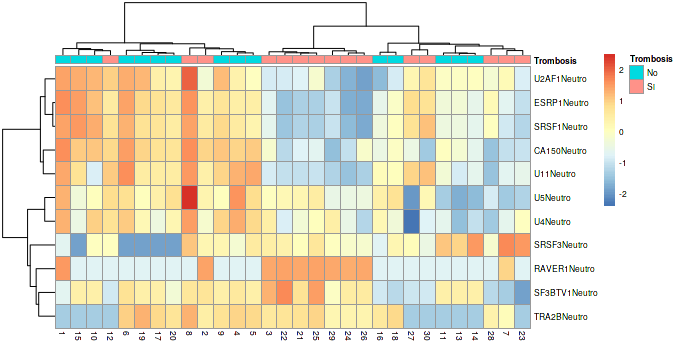 Trombosis
Trombosis
No
SI
U2AF1Neutro
ESRP1Neutro
SRSF1Neutro
CA150Neutro
U11Neutro
U5Neutro
U4Neutro
SRSF3Neutro
RAVER1Neutro
SF3BTV1Neutro
TRA2BNeutro
2
1
0
-1
-2
1 15 10 12 6 19 17 20 8 2 9 4 5 3 22 21 25 29 24 26 16 18 27 30 11 13 14 28 7 23